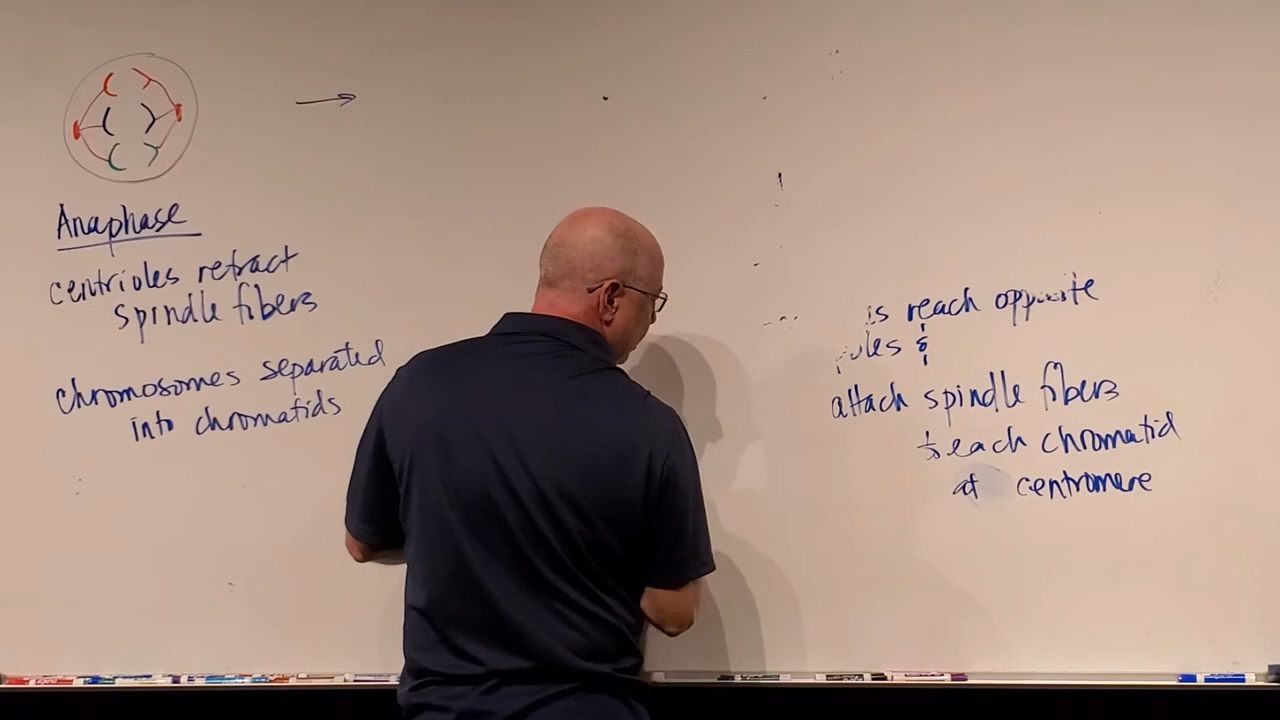 Anaphase
centrioles retract
spindle fibers
chromosomes separated
into chromatids
is reach opposite
&
attach spindle fibers
to each chromatid
at centromere